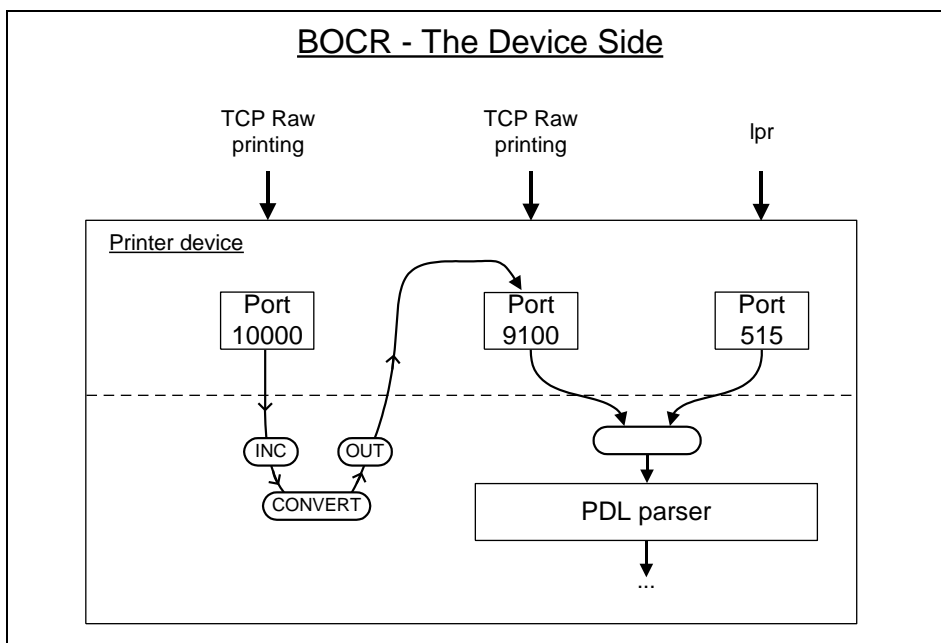 BOCR - The Device Side
TCP Raw
printing
TCP Raw
printing
lpr
Printer device
Port
10000
Port
9100
Port
515
INC
OUT
CONVERT
PDL parser
...